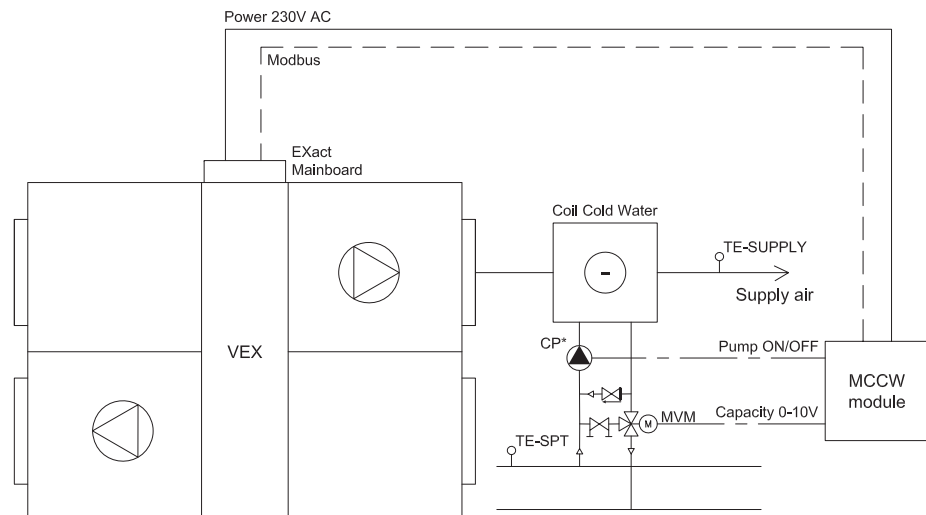 Power 230V AC
Modbus
EXact
Mainboard
Coil Cold Water
TE-SUPPLY
-
Supply air
VEX
CP*
Pump ON/OFF
MCCW
module
MVM
M
Capacity 0-10V
TE-SPT